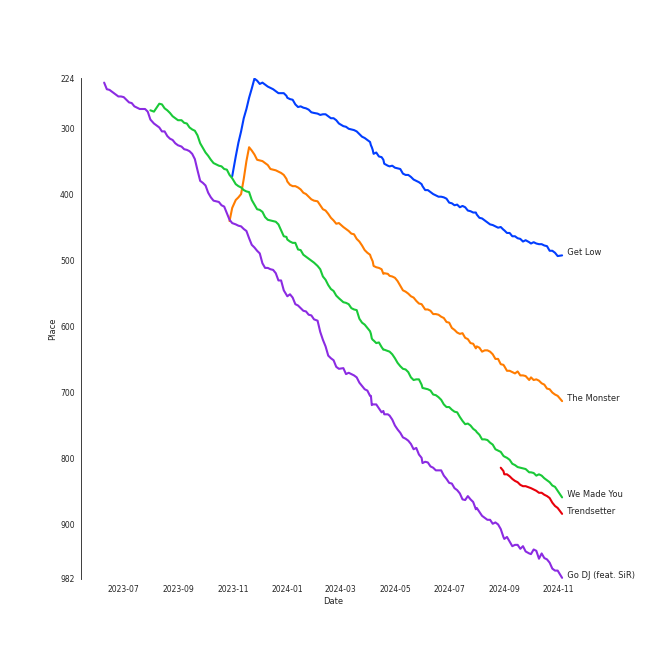 224
300
400
500
600
700
800
900
982
Place
2023-07
2023-09
2023-11
2024-01
2024-03
2024-05
2024-07
2024-09
2024-11
Date
Get Low
The Monster
We Made You
Trendsetter
Go DJ (feat. SiR)